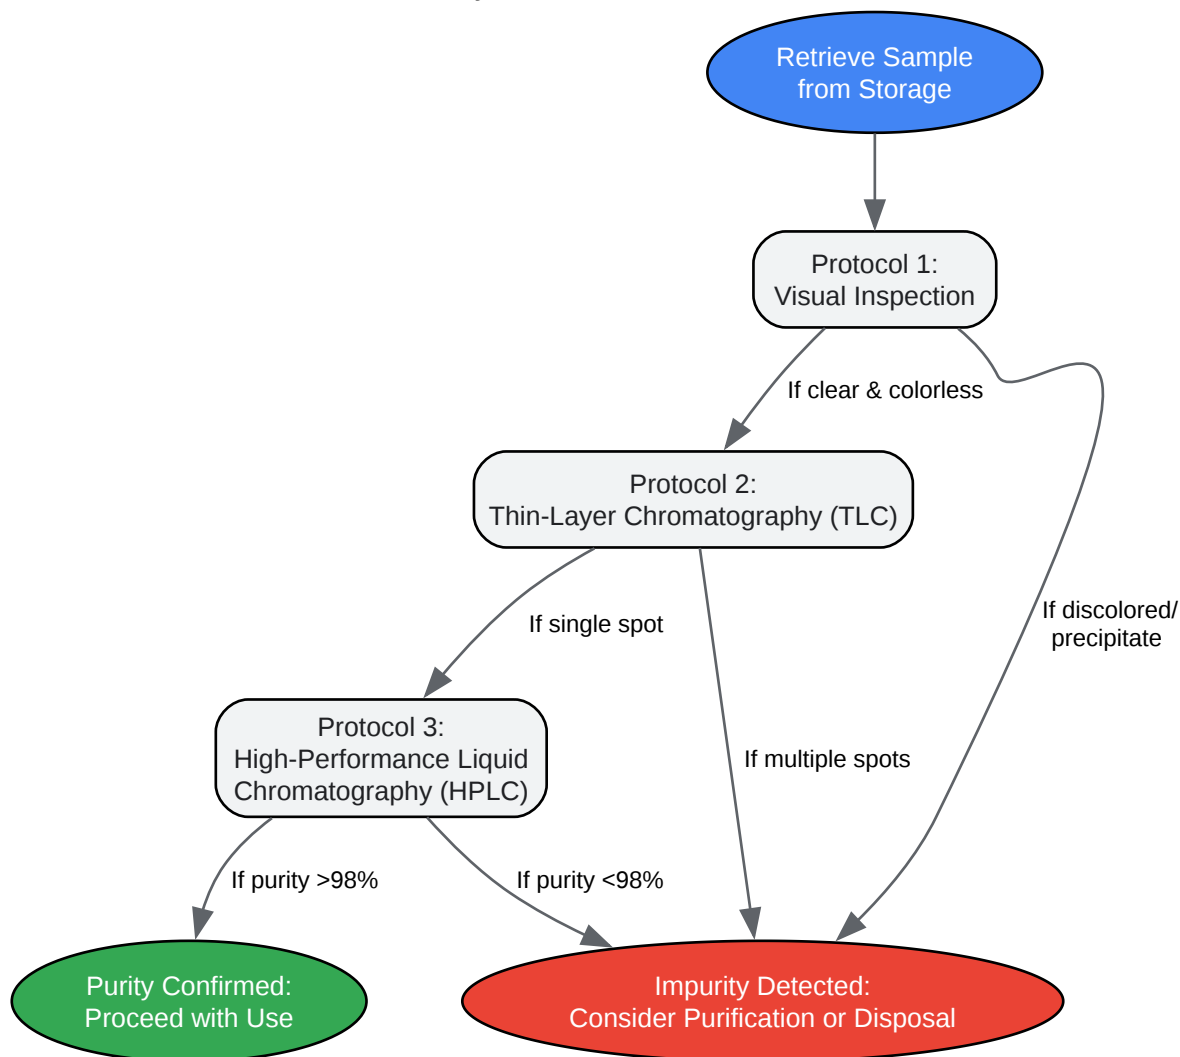 Retrieve Sample
from Storage
Protocol 1:
Visual Inspection
If clear & colorless
Protocol 2:
Thin-Layer Chromatography (TLC)
If discolored/
precipitate
If single spot
Protocol 3:
High-Performance Liquid
Chromatography (HPLC)
If multiple spots
If purity >98%
If purity <98%
Purity Confirmed:
Proceed with Use
Impurity Detected:
Consider Purification or Disposal